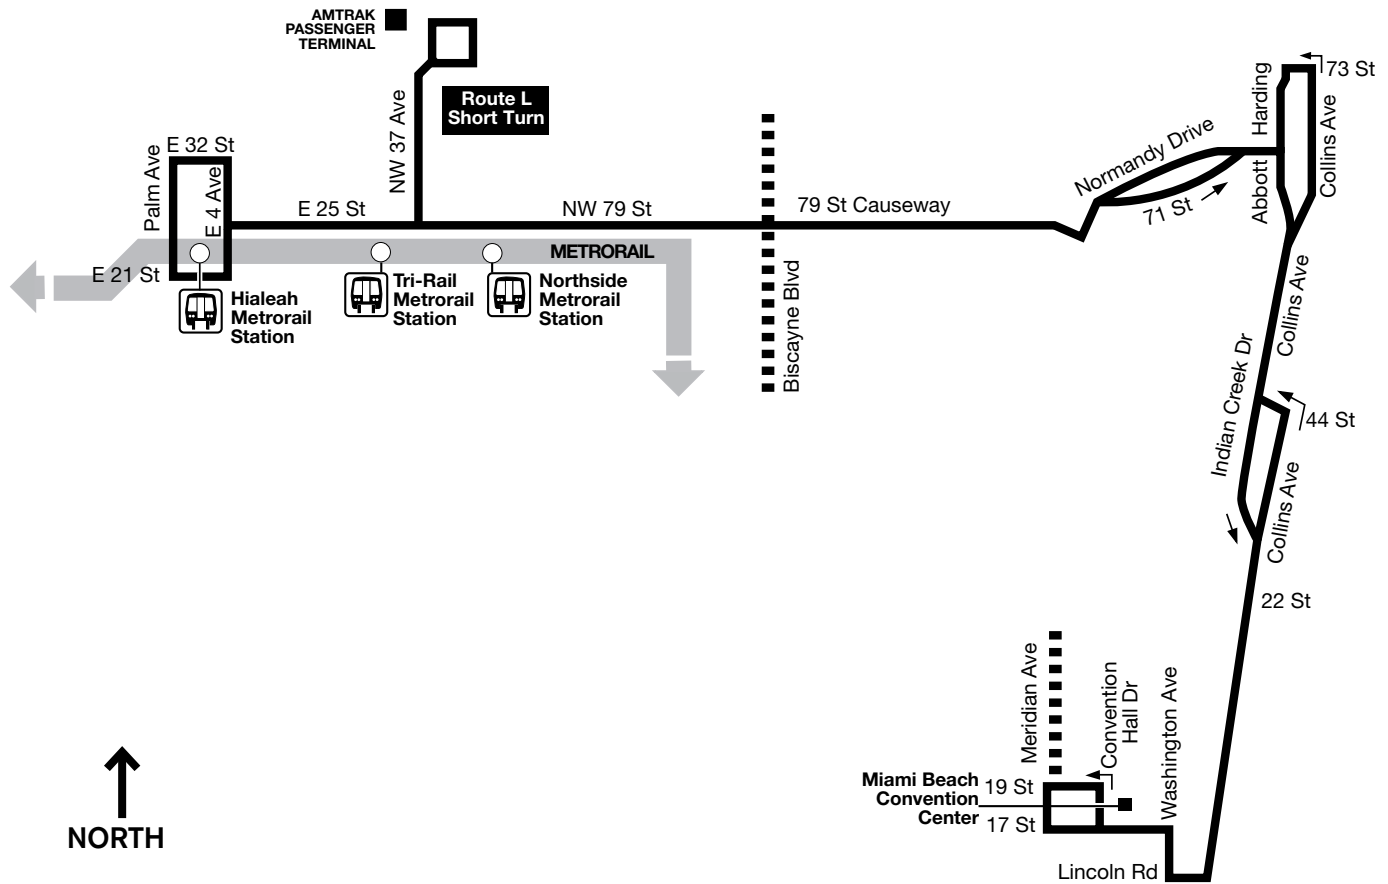 AMTRAK
PASSENGER
TERMINAL
Route L
Short Turn
NW 37 Ave
E 32 St
Palm Ave
E 4 Ave
E 25 St
NW 79 St
79 St Causeway
Normandy Drive
71 St
Abbott
Harding
73 St
Collins Ave
METRORAIL
E 21 St
Hialeah
Metrorail
Station
Tri-Rail
Metrorail
Station
Northside
Metrorail
Station
Biscayne Blvd
Collins Ave
Indian Creek Dr
44 St
Collins Ave
22 St
Meridian Ave
Convention
Hall Dr
Washington Ave
Miami Beach
Convention
Center
19 St
17 St
Lincoln Rd
NORTH